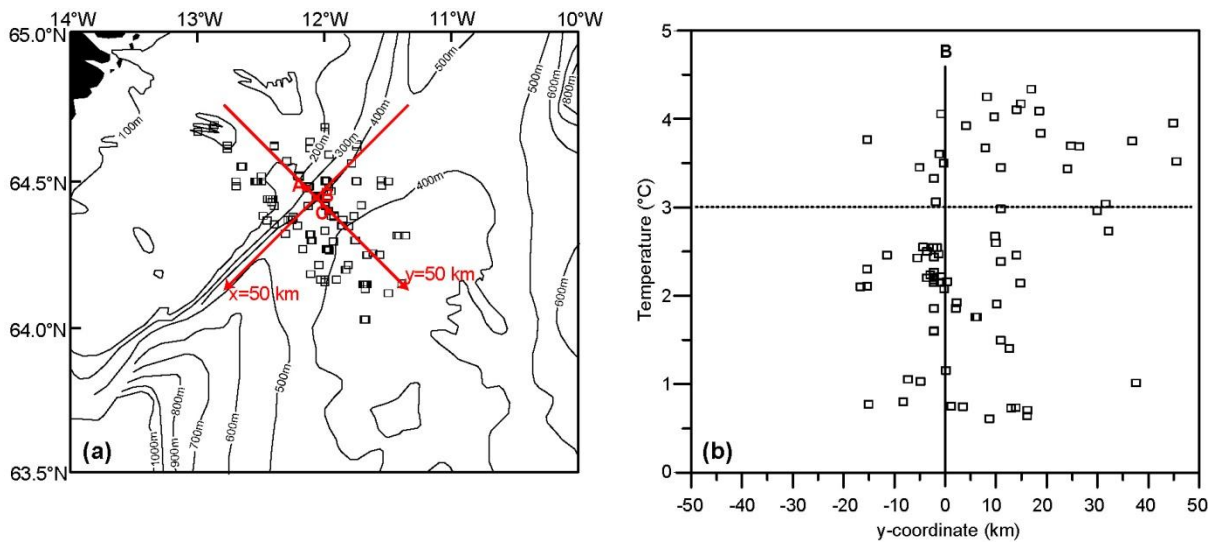 14°W 13°W 12°W 11°W 10°W
65.0°N
64.5°N
64.0°N
63.5°N
100m
200m
300m
400m
500m
500m
600m
800m
400m
600m
A
B
C
x=50 km
y=50 km
500m
600m
700m
800m
900m
1000m
(a)
5
4
3
2
1
0
Temperature (°C)
B
(b)
-50 -40 -30 -20 -10 0 10 20 30 40 50
y-coordinate (km)